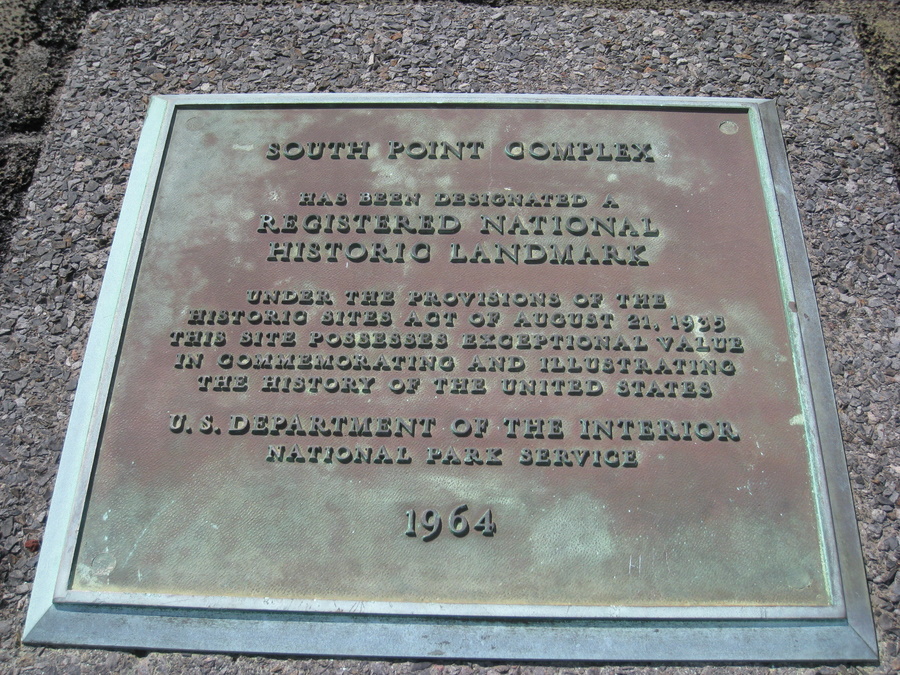 SOUTH POINT COMPLEX
HAS BEEN DESIGNATED A
REGISTERED NATIONAL
HISTORIC LANDMARK
UNDER THE PROVISIONS OF THE
HISTORIC SITES ACT OF AUGUST 21, 1935
THIS SITE POSSESSES EXCEPTIONAL VALUE
IN COMMEMORATING AND ILLUSTRATING
THE HISTORY OF THE UNITED STATES
U. S. DEPARTMENT OF THE INTERIOR
NATIONAL PARK SERVICE
1964